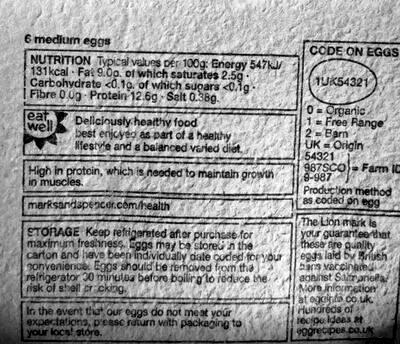 6 medium eggs
NUTRITION Typical values per 100g: Energy 547kJ/
131kcal · Fat 9.0g, of which saturates 2.5g ·
Carbohydrate <0.1g, of which sugars <0.1g ·
Fibre 0.0g · Protein 12.6g · Salt 0.38g.
eat
well
Deliciously healthy food
best enjoyed as part of a healthy
lifestyle and a balanced varied diet.
High in protein, which is needed to maintain growth
in muscles.
marksandspencer.com/health
STORAGE Keep refrigerated after purchase for
maximum freshness. Eggs may be stored in the
carton and have been individually date coded for your
convenience. Eggs should be removed from the
refrigerator 30 minutes before boiling to reduce the
risk of shell cracking.
In the event that our eggs do not meet your
expectations, please return with packaging to
your local store.
CODE ON EGGS
1UK54321
0 = Organic
1 = Free Range
2 = Barn
UK = Origin
54321
987SCO = Farm ID
9-987
Production method
as coded on egg
The Lion mark is
your guarantee that
these are quality
eggs laid by British
hens vaccinated
against Salmonella.
More information
at egginfo.co.uk.
Hundreds of
recipe ideas at
eggrecipes.co.uk